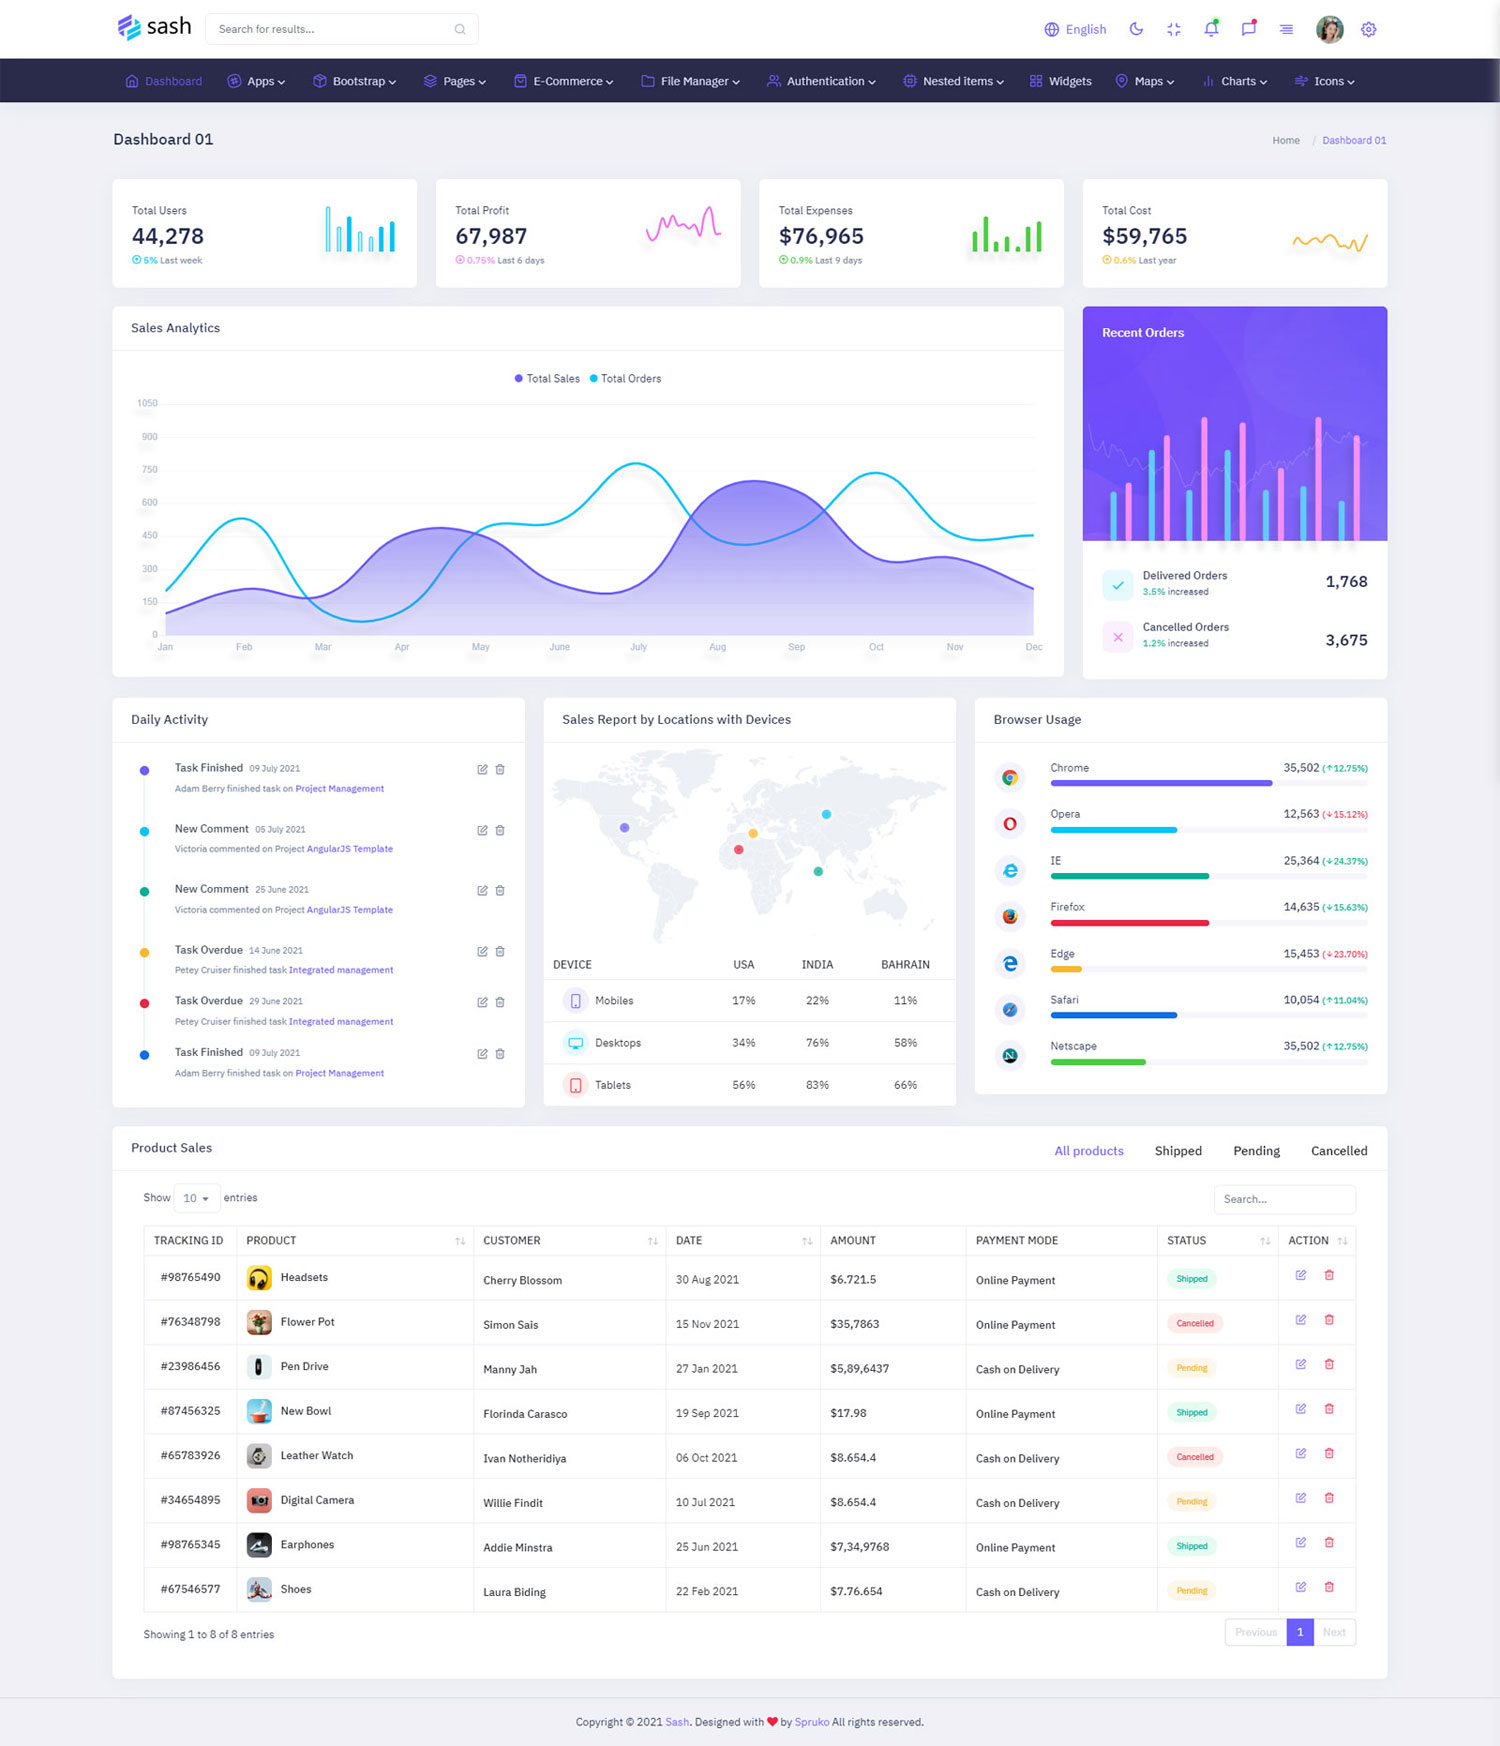 sash
Search for results...
English
Dashboard Apps Bootstrap Pages E-Commerce File Manager Authentication Nested items Widgets Maps Charts Icons
Dashboard 01
Home / Dashboard 01
Total Users
44,278
5% Last week
Total Profit
67,987
0.75% Last 6 days
Total Expenses
$76,965
0.9% Last 9 days
Total Cost
$59,765
0.6% Last year
Sales Analytics
Total Sales Total Orders
1050
900
750
600
450
300
150
0
Jan Feb Mar Apr May June July Aug Sep Oct Nov Dec
Recent Orders
Delivered Orders
3.5% increased
1,768
Cancelled Orders
1.2% increased
3,675
Daily Activity
Task Finished 09 July 2021
Adam Berry finished task on Project Management
New Comment 05 July 2021
Victoria commented on Project AngularJS Template
New Comment 25 June 2021
Victoria commented on Project AngularJS Template
Task Overdue 14 June 2021
Petey Cruiser finished task Integrated management
Task Overdue 29 June 2021
Petey Cruiser finished task Integrated management
Task Finished 09 July 2021
Adam Berry finished task on Project Management
Sales Report by Locations with Devices
DEVICE USA INDIA BAHRAIN
Mobiles 17% 22% 11%
Desktops 34% 76% 58%
Tablets 56% 83% 66%
Browser Usage
Chrome 35,502 (↑12.75%)
Opera 12,563 (↓15.12%)
IE 25,364 (↓24.37%)
Firefox 14,635 (↓15.63%)
Edge 15,453 (↓23.70%)
Safari 10,054 (↑11.04%)
Netscape 35,502 (↑12.75%)
Product Sales
All products Shipped Pending Cancelled
Show 10 entries
Search...
TRACKING ID PRODUCT CUSTOMER DATE AMOUNT PAYMENT MODE STATUS ACTION
#98765490 Headsets Cherry Blossom 30 Aug 2021 $6.721.5 Online Payment Shipped
#76348798 Flower Pot Simon Sais 15 Nov 2021 $35,7863 Online Payment Cancelled
#23986456 Pen Drive Manny Jah 27 Jan 2021 $5,89,6437 Cash on Delivery Pending
#87456325 New Bowl Florinda Carasco 19 Sep 2021 $17.98 Online Payment Shipped
#65783926 Leather Watch Ivan Notheridiya 06 Oct 2021 $8.654.4 Cash on Delivery Cancelled
#34654895 Digital Camera Willie Findit 10 Jul 2021 $8.654.4 Cash on Delivery Pending
#98765345 Earphones Addie Minstra 25 Jun 2021 $7,34,9768 Online Payment Shipped
#67546577 Shoes Laura Biding 22 Feb 2021 $7.76.654 Cash on Delivery Pending
Showing 1 to 8 of 8 entries
Previous 1 Next
Copyright © 2021 Sash. Designed with ❤ by Spruko All rights reserved.